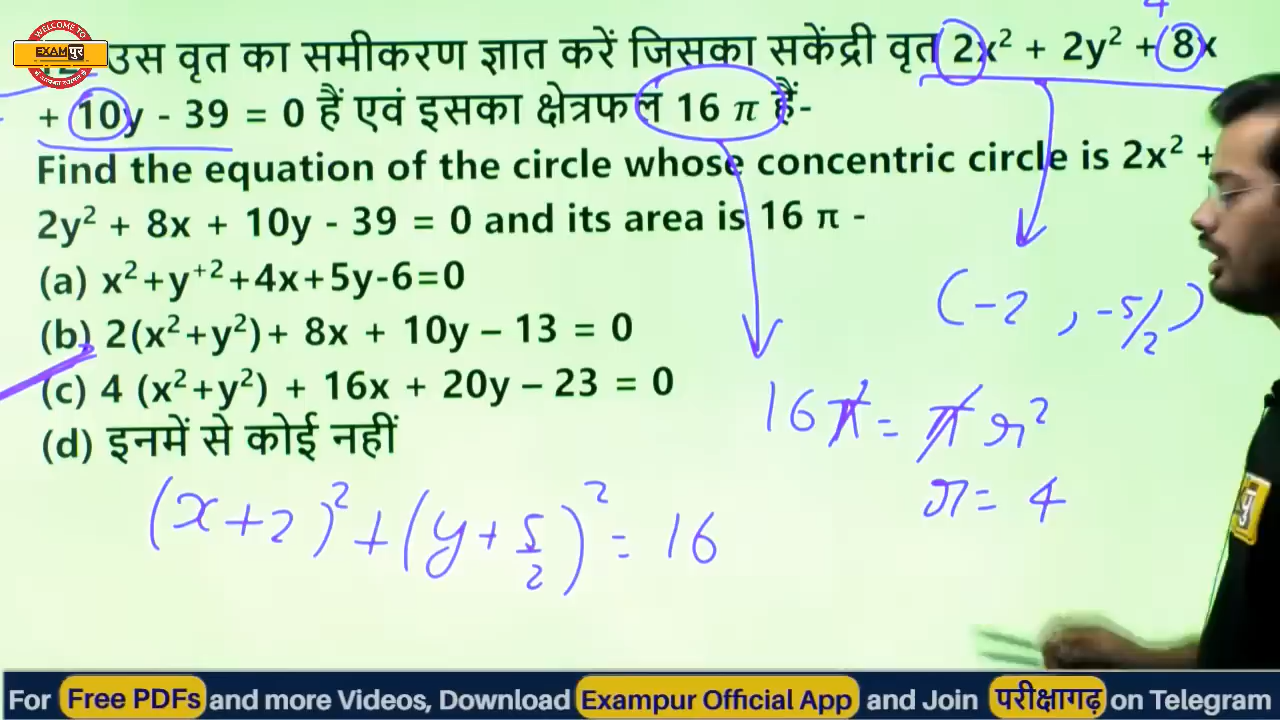 WELCOME TO
EXAMपुर
उस वृत का समीकरण ज्ञात करें जिसका सकेंद्री वृत 2x² + 2y² + 8x
+ 10y - 39 = 0 हैं एवं इसका क्षेत्रफल 16 π हैं-
Find the equation of the circle whose concentric circle is 2x² +
2y² + 8x + 10y - 39 = 0 and its area is 16 π -
(a) x²+y⁺²+4x+5y-6=0
(b) 2(x²+y²)+ 8x + 10y – 13 = 0
(c) 4 (x²+y²) + 16x + 20y – 23 = 0
(d) इनमें से कोई नहीं
4
(-2 , -5/2)
16π = π r²
r = 4
(x+2)² + (y+5/2)² = 16
For Free PDFs and more Videos, Download Exampur Official App and Join परीक्षागढ़ on Telegram